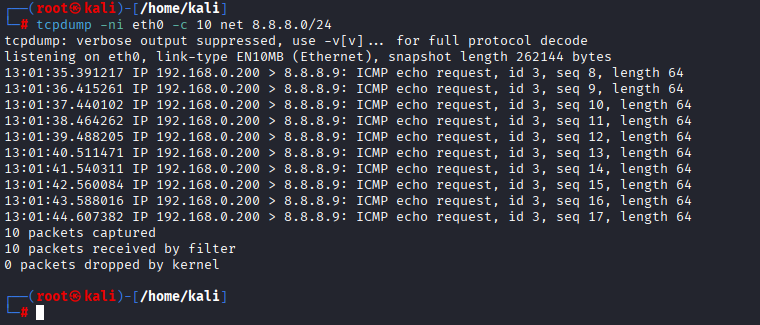 ┌──(root㉿kali)-[/home/kali]
└─# tcpdump -ni eth0 -c 10 net 8.8.8.0/24
tcpdump: verbose output suppressed, use -v[v]... for full protocol decode
listening on eth0, link-type EN10MB (Ethernet), snapshot length 262144 bytes
13:01:35.391217 IP 192.168.0.200 > 8.8.8.9: ICMP echo request, id 3, seq 8, length 64
13:01:36.415261 IP 192.168.0.200 > 8.8.8.9: ICMP echo request, id 3, seq 9, length 64
13:01:37.440102 IP 192.168.0.200 > 8.8.8.9: ICMP echo request, id 3, seq 10, length 64
13:01:38.464262 IP 192.168.0.200 > 8.8.8.9: ICMP echo request, id 3, seq 11, length 64
13:01:39.488205 IP 192.168.0.200 > 8.8.8.9: ICMP echo request, id 3, seq 12, length 64
13:01:40.511471 IP 192.168.0.200 > 8.8.8.9: ICMP echo request, id 3, seq 13, length 64
13:01:41.540311 IP 192.168.0.200 > 8.8.8.9: ICMP echo request, id 3, seq 14, length 64
13:01:42.560084 IP 192.168.0.200 > 8.8.8.9: ICMP echo request, id 3, seq 15, length 64
13:01:43.588016 IP 192.168.0.200 > 8.8.8.9: ICMP echo request, id 3, seq 16, length 64
13:01:44.607382 IP 192.168.0.200 > 8.8.8.9: ICMP echo request, id 3, seq 17, length 64
10 packets captured
10 packets received by filter
0 packets dropped by kernel
┌──(root㉿kali)-[/home/kali]
└─#